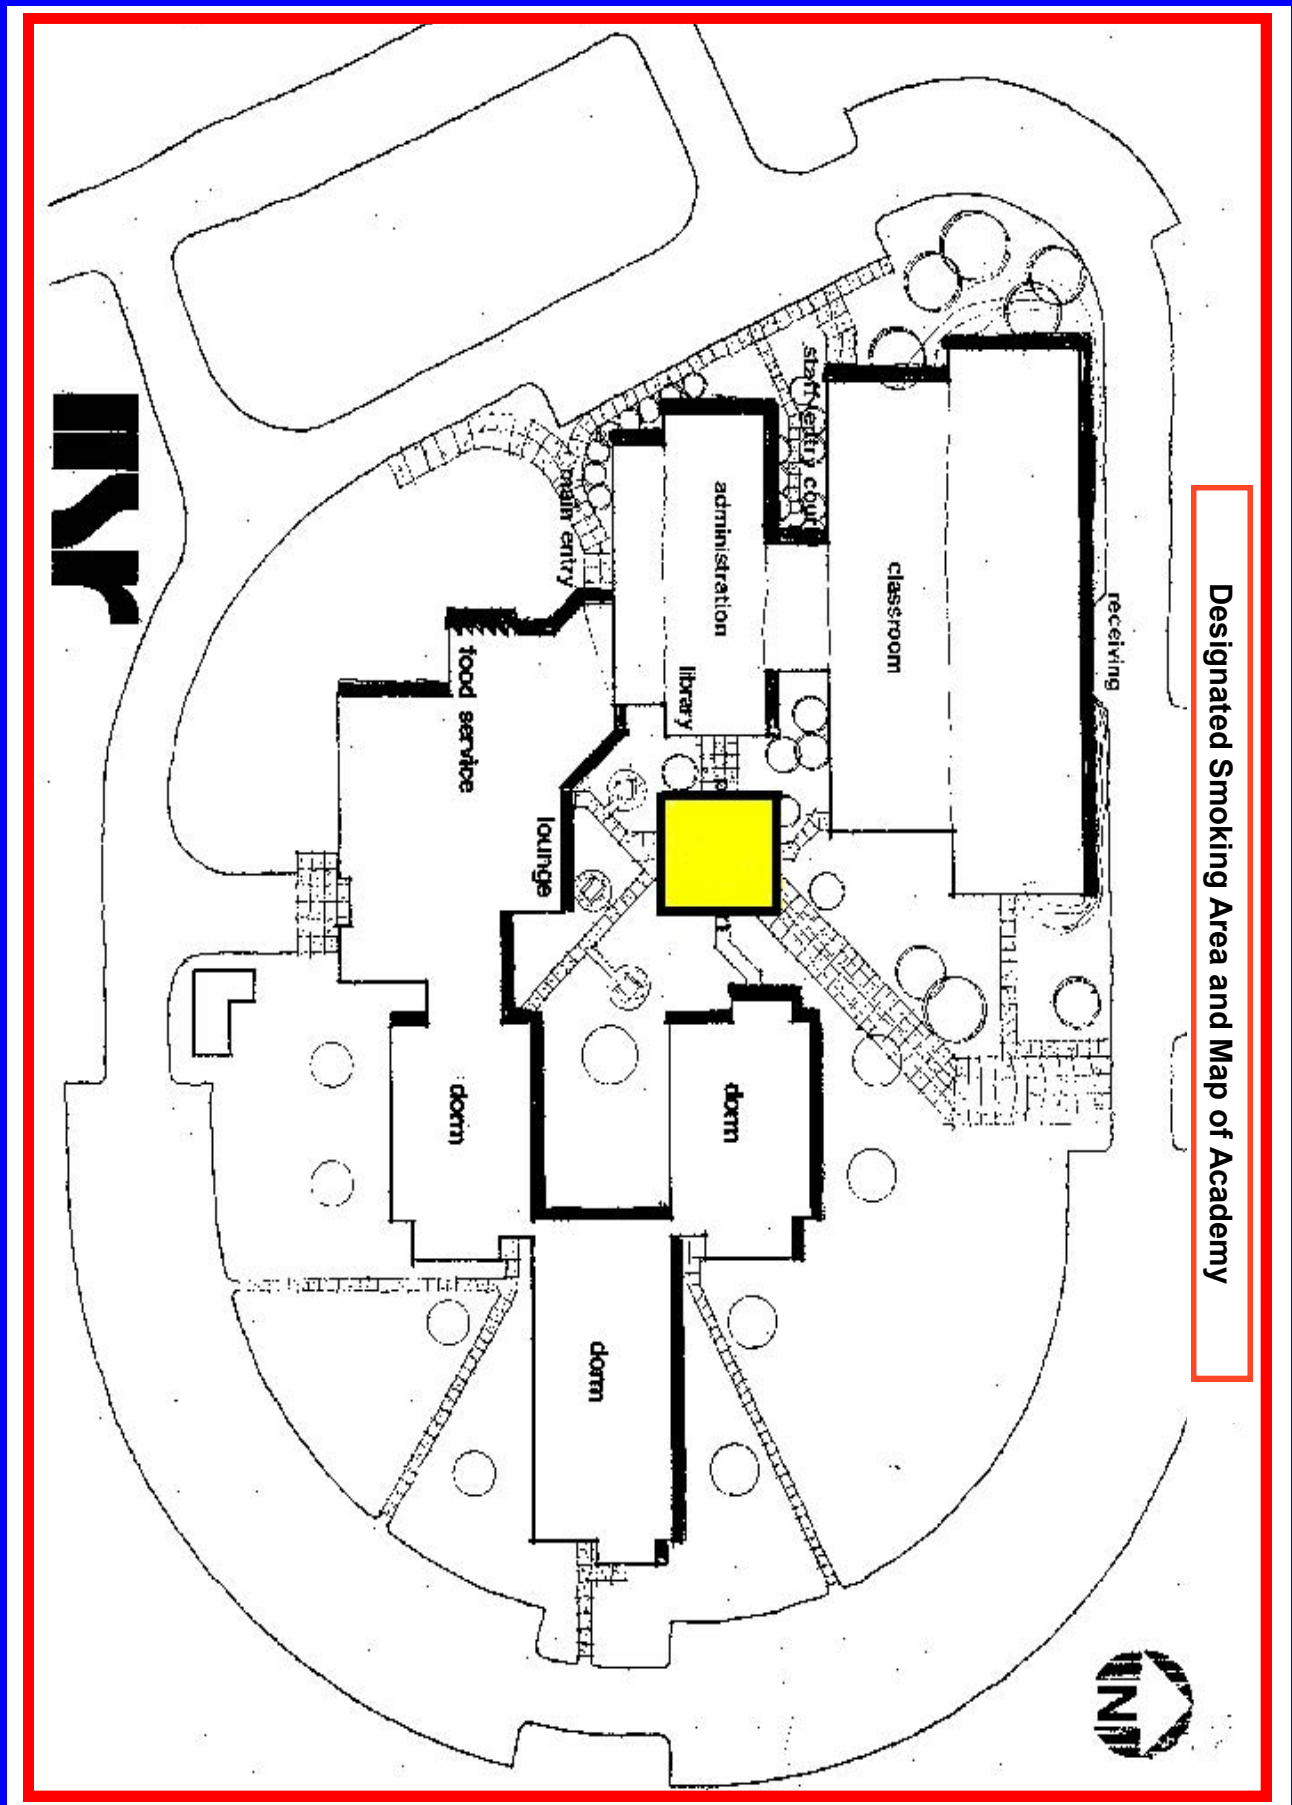 Designated Smoking Area and Map of Academy
receiving
classroom
staff entry court
administration
library
main entry
food service
lounge
dorm
dorm
dorm
N